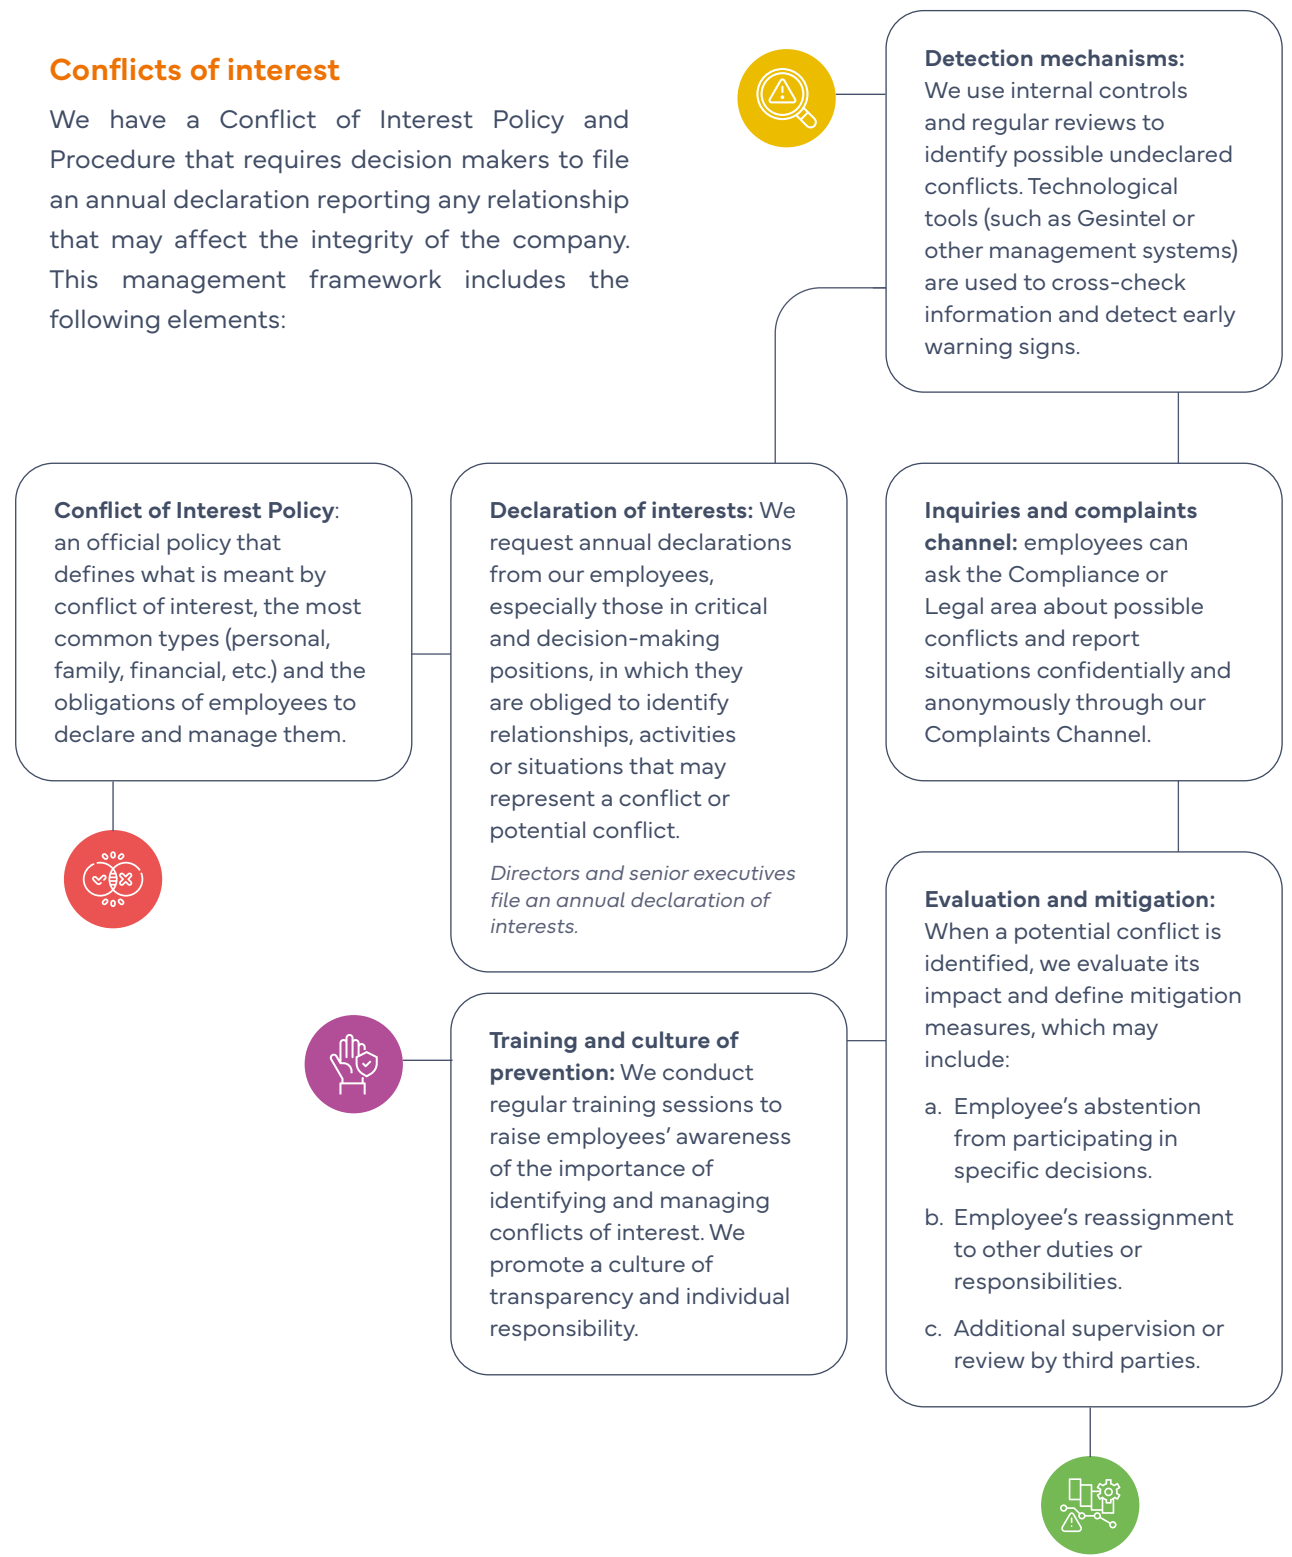 Conflicts of interest
We have a Conflict of Interest Policy and
Procedure that requires decision makers to file
an annual declaration reporting any relationship
that may affect the integrity of the company.
This management framework includes the
following elements:
Conflict of Interest Policy:
an official policy that
defines what is meant by
conflict of interest, the most
common types (personal,
family, financial, etc.) and the
obligations of employees to
declare and manage them.
Declaration of interests: We
request annual declarations
from our employees,
especially those in critical
and decision-making
positions, in which they
are obliged to identify
relationships, activities
or situations that may
represent a conflict or
potential conflict.
Directors and senior executives
file an annual declaration of
interests.
Detection mechanisms:
We use internal controls
and regular reviews to
identify possible undeclared
conflicts. Technological
tools (such as Gesintel or
other management systems)
are used to cross-check
information and detect early
warning signs.
Inquiries and complaints
channel: employees can
ask the Compliance or
Legal area about possible
conflicts and report
situations confidentially and
anonymously through our
Complaints Channel.
Evaluation and mitigation:
When a potential conflict is
identified, we evaluate its
impact and define mitigation
measures, which may
include:
a. Employee’s abstention
from participating in
specific decisions.
b. Employee’s reassignment
to other duties or
responsibilities.
c. Additional supervision or
review by third parties.
Training and culture of
prevention: We conduct
regular training sessions to
raise employees’ awareness
of the importance of
identifying and managing
conflicts of interest. We
promote a culture of
transparency and individual
responsibility.